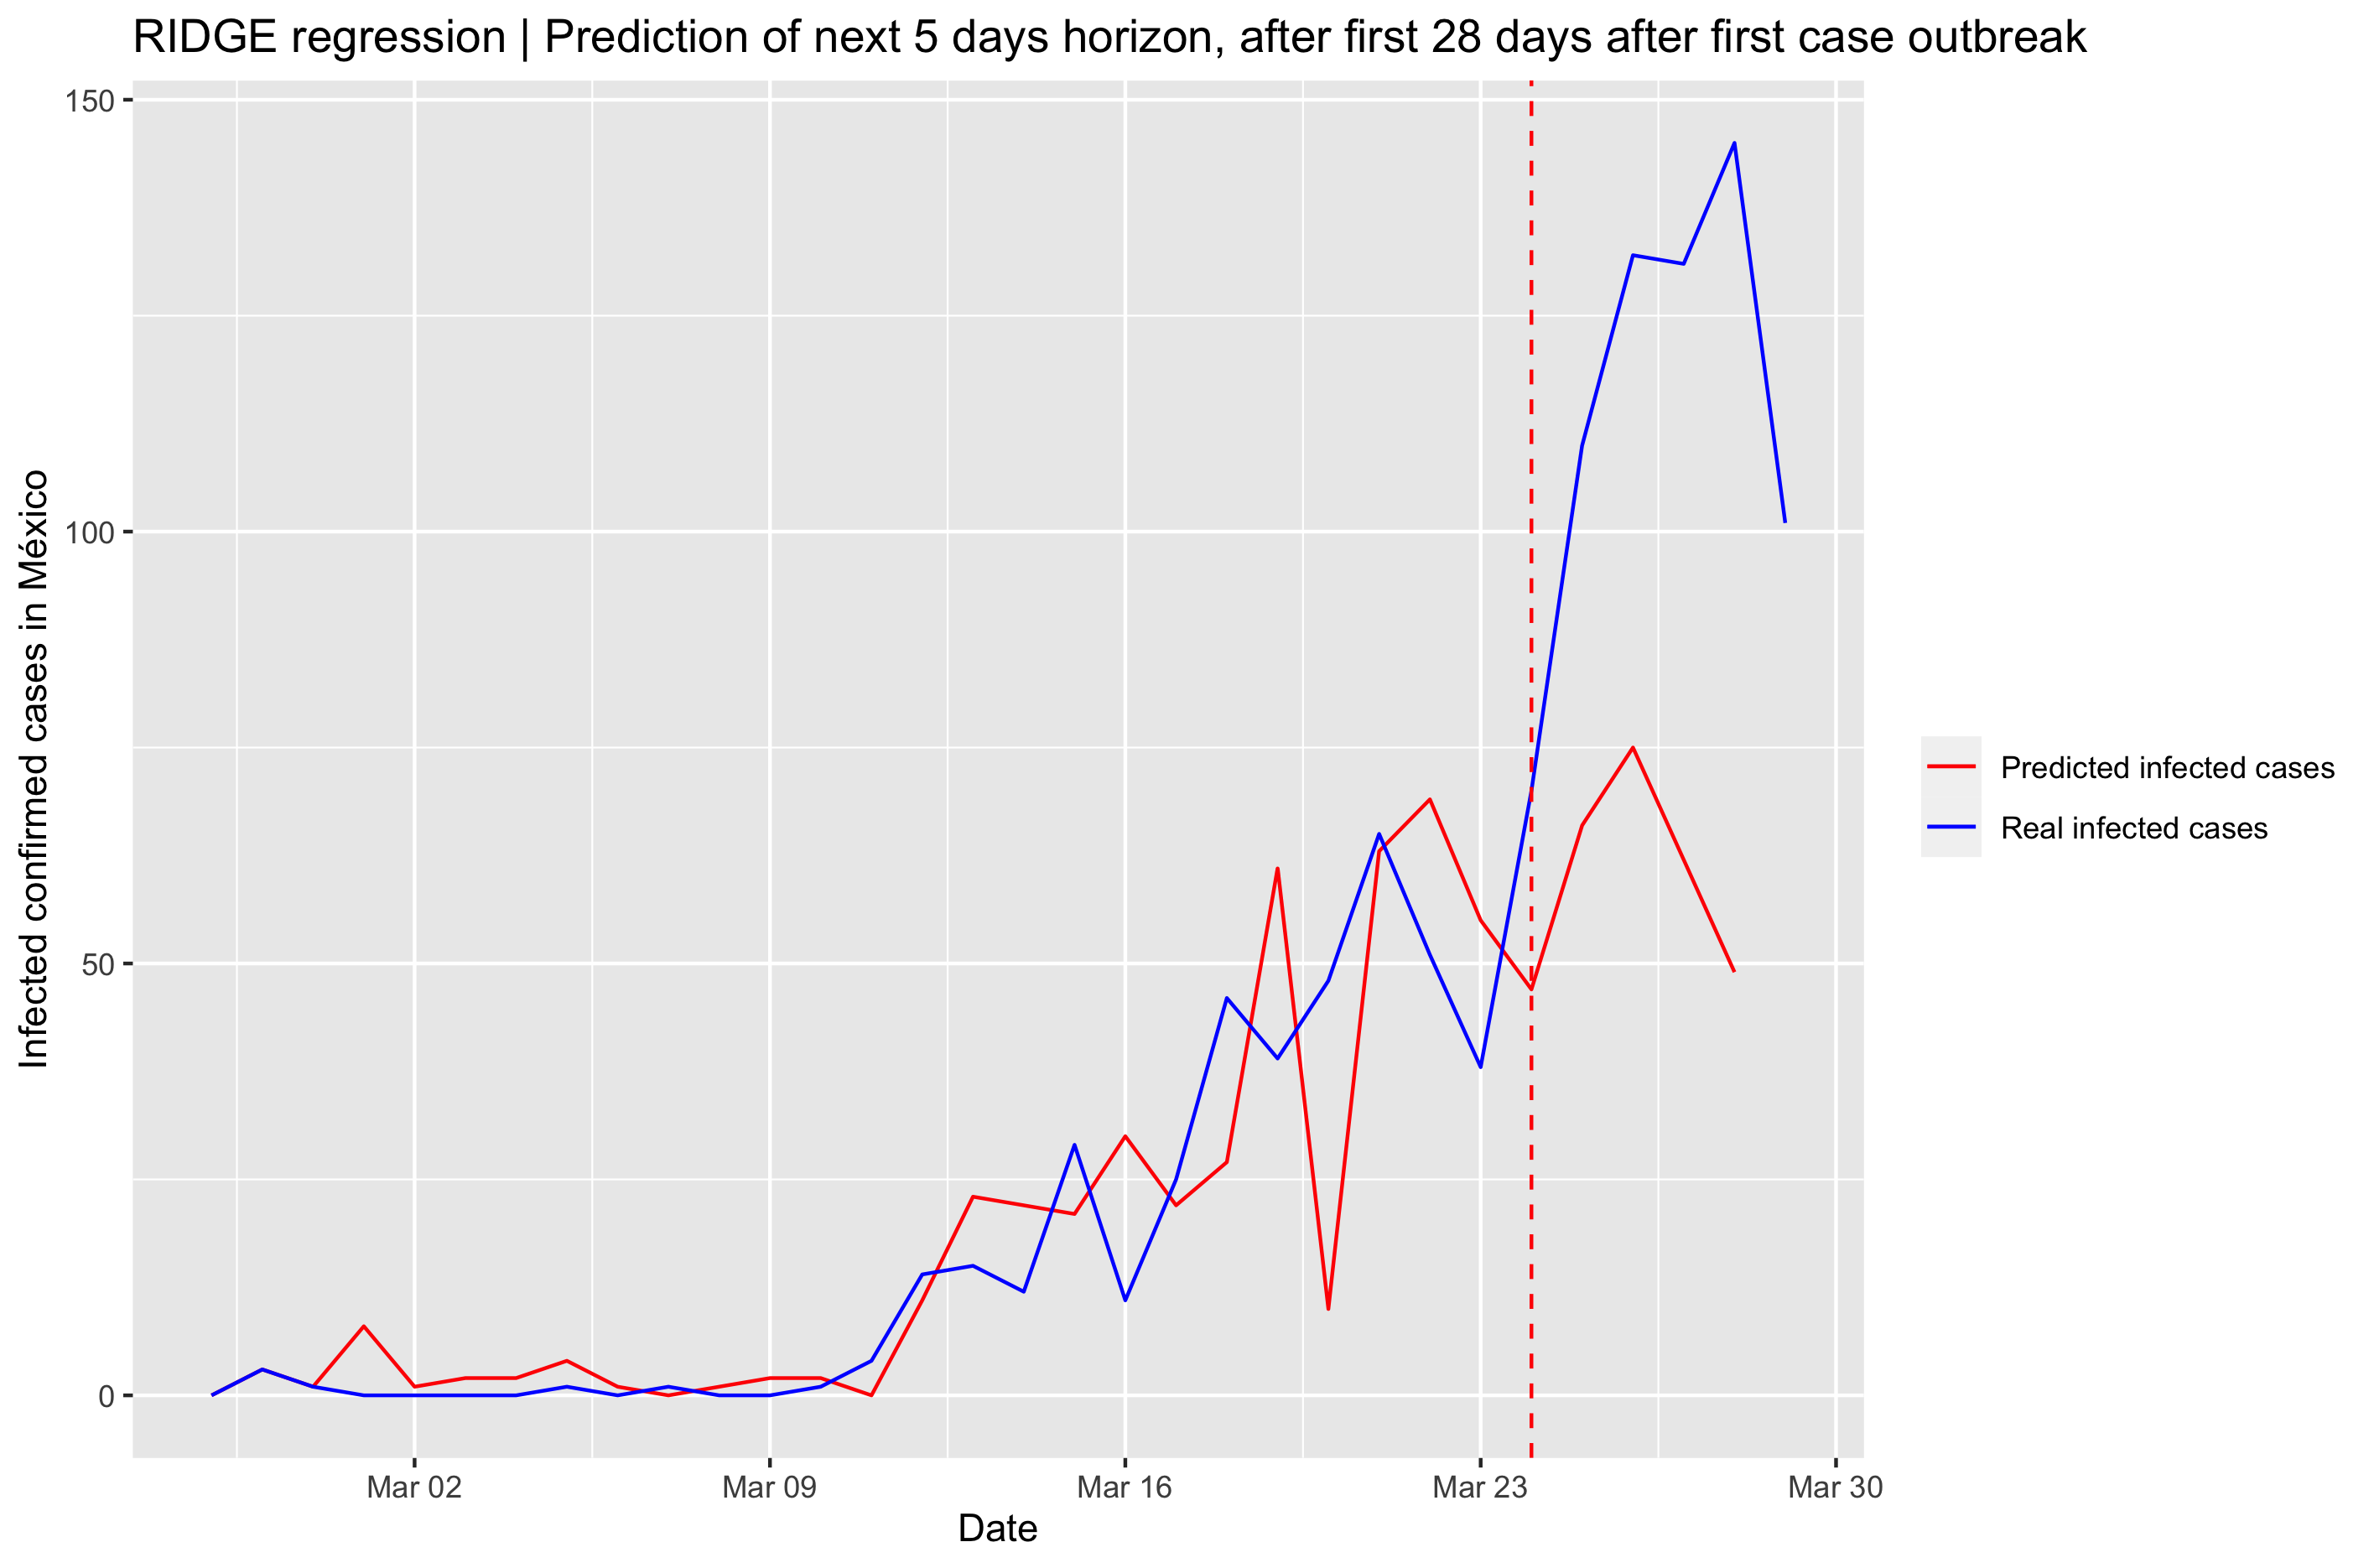 RIDGE regression | Prediction of next 5 days horizon, after first 28 days after first case outbreak
Infected confirmed cases in México
150
100
50
0
Mar 02
Mar 09
Mar 16
Mar 23
Mar 30
Date
Predicted infected cases
Real infected cases